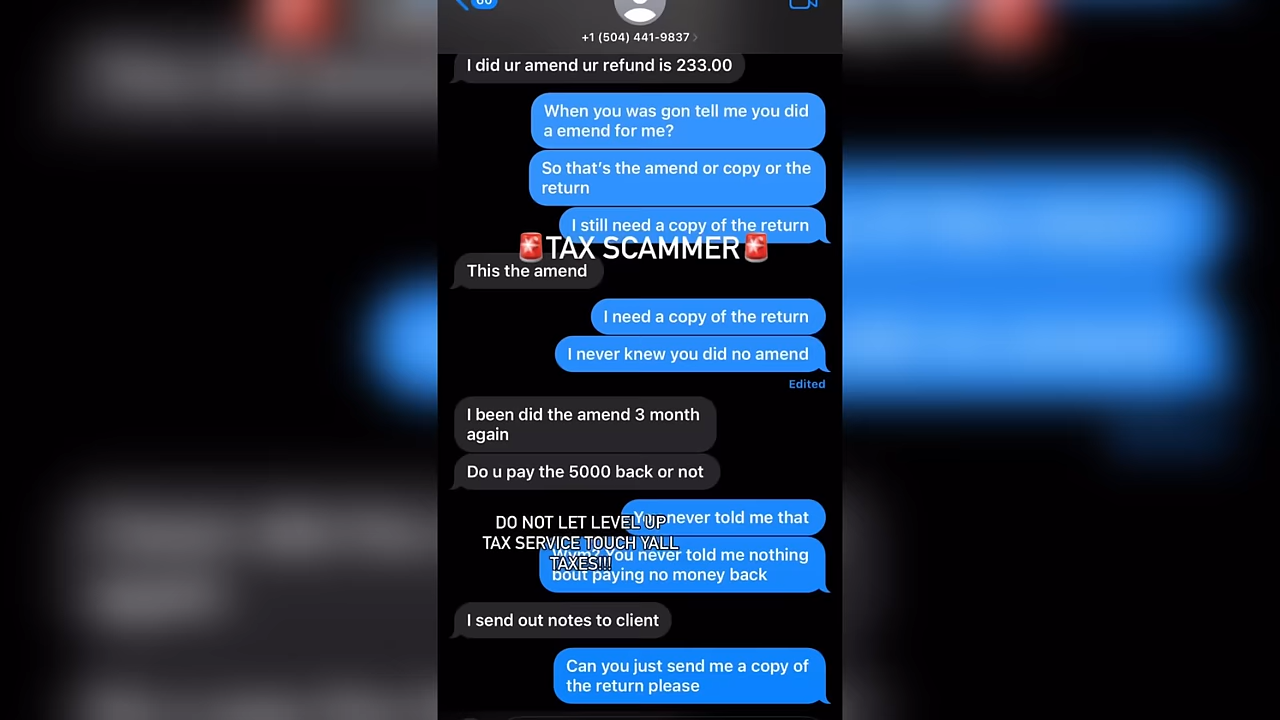 60
+1 (504) 441-9837
I did ur amend ur refund is 233.00
When you was gon tell me you did
a emend for me?
So that's the amend or copy or the
return
I still need a copy of the return
🚨TAX SCAMMER🚨
This the amend
I need a copy of the return
I never knew you did no amend
Edited
I been did the amend 3 month
again
Do u pay the 5000 back or not
You never told me that
DO NOT LET LEVEL UP
TAX SERVICE TOUCH YALL
TAXES!!!
Wym? You never told me nothing
bout paying no money back
I send out notes to client
Can you just send me a copy of
the return please